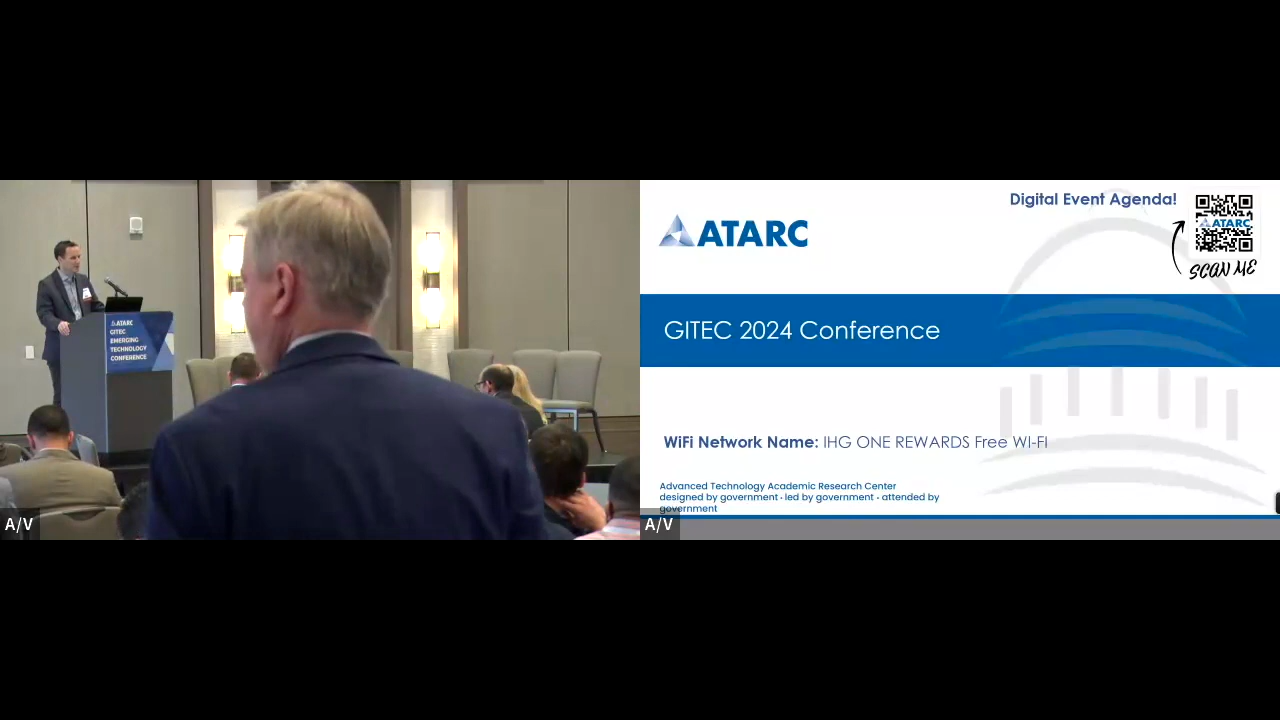 ATARC
GITEC
EMERGING
TECHNOLOGY
CONFERENCE
A/V
Digital Event Agenda!
ATARC
ATARC
SCAN ME
GITEC 2024 Conference
WiFi Network Name: IHG ONE REWARDS Free WI-FI
Advanced Technology Academic Research Center
designed by government · led by government · attended by
government
A/V